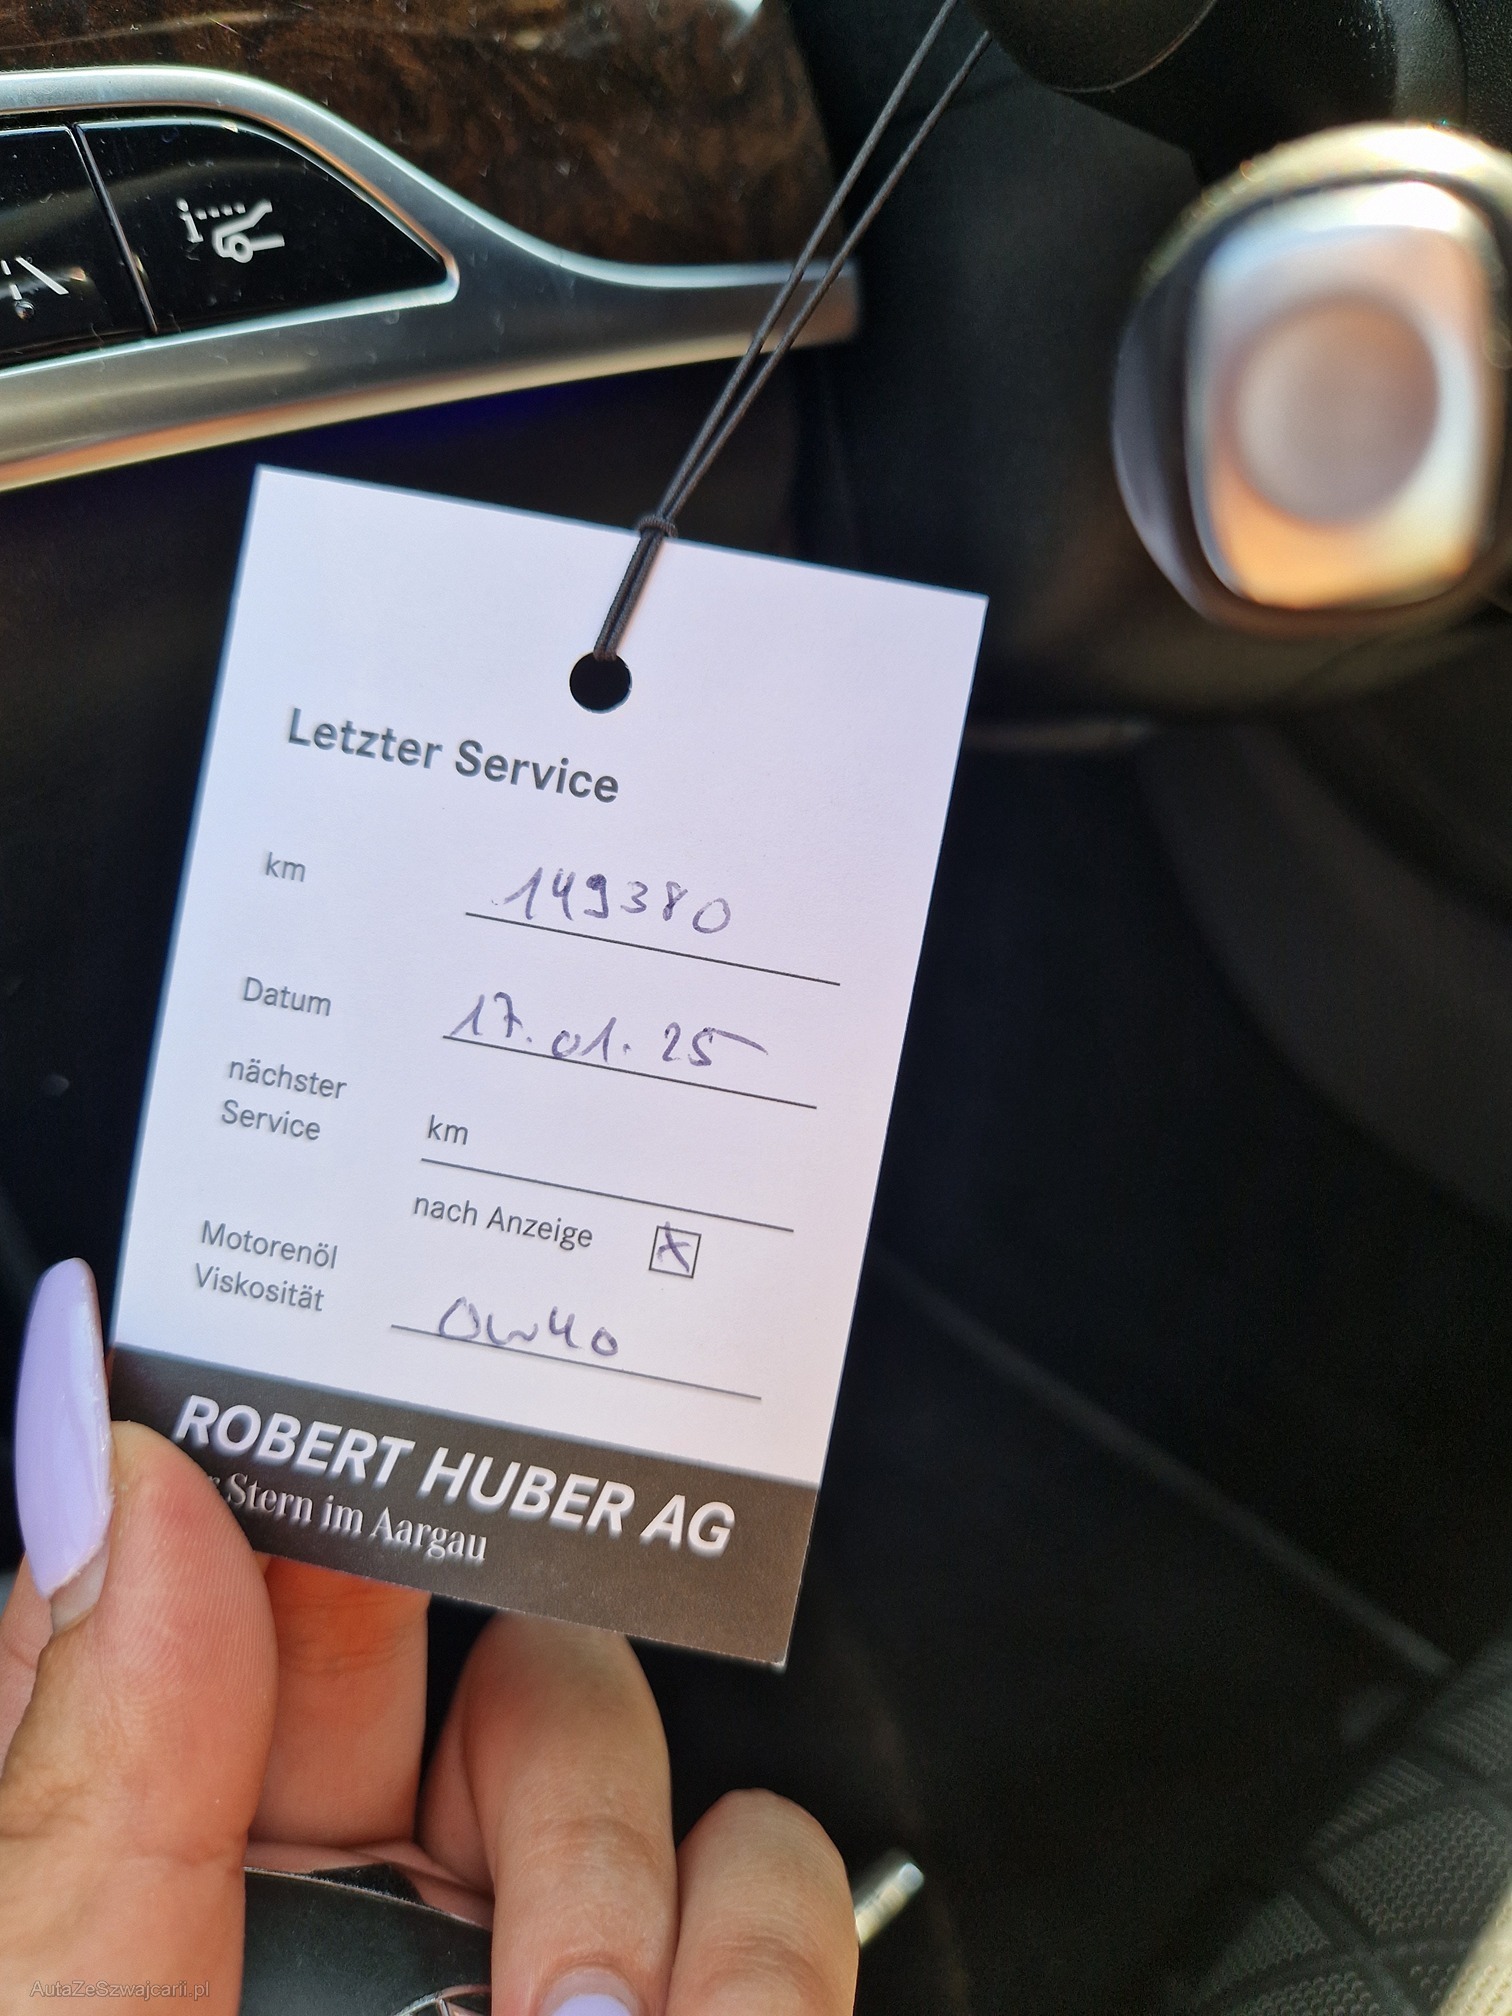 Letzter Service
km 149380
Datum 17.01.25
nächster
Service km
nach Anzeige x
Motorenöl
Viskosität 0w40
ROBERT HUBER AG
Stern im Aargau
AutaZeSzwajcarii.pl